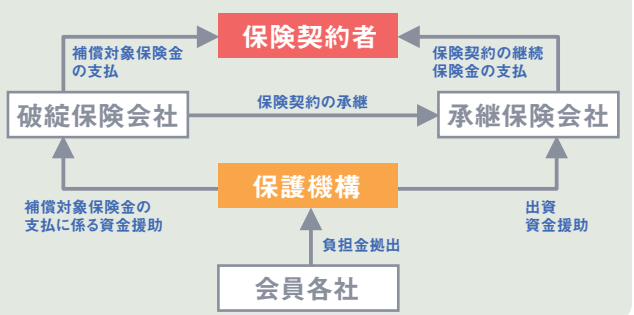 保険契約者
補償対象保険金
の支払
保険契約の継続
保険金の支払
破綻保険会社
保険契約の承継
承継保険会社
保護機構
補償対象保険金の
支払に係る資金援助
出資
資金援助
負担金拠出
会員各社